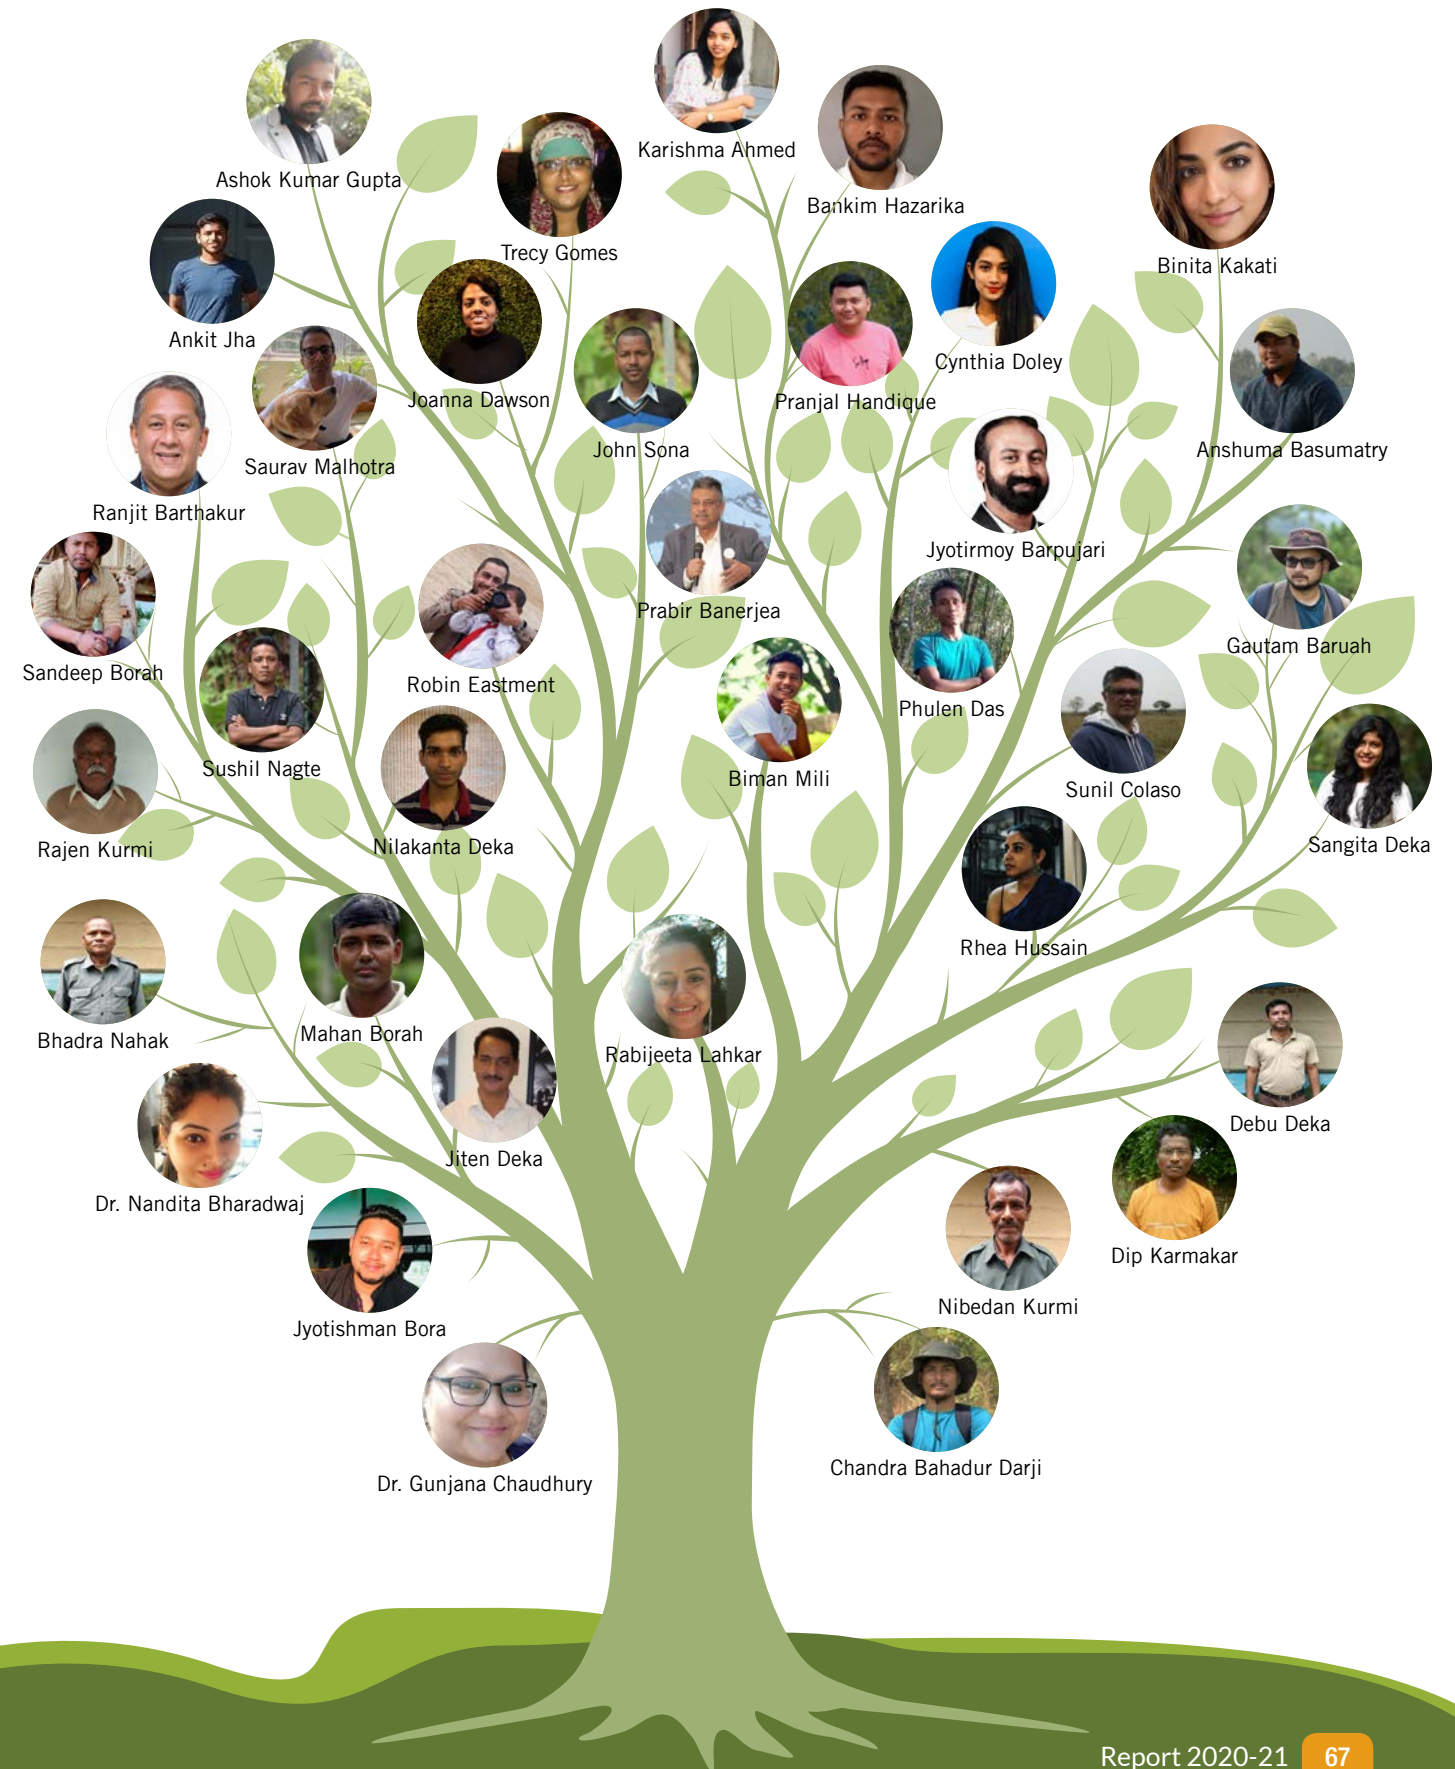 Karishma Ahmed
Ashok Kumar Gupta
Bankim Hazarika
Trecy Gomes
Binita Kakati
Ankit Jha
Cynthia Doley
Joanna Dawson
Pranjal Handique
John Sona
Anshuma Basumatry
Saurav Malhotra
Ranjit Barthakur
Jyotirmoy Barpujari
Prabir Banerjea
Gautam Baruah
Sandeep Borah
Robin Eastment
Phulen Das
Sushil Nagte
Biman Mili
Sunil Colaso
Rajen Kurmi
Nilakanta Deka
Sangita Deka
Rhea Hussain
Bhadra Nahak
Mahan Borah
Rabijeeta Lahkar
Debu Deka
Jiten Deka
Dr. Nandita Bharadwaj
Dip Karmakar
Nibedan Kurmi
Jyotishman Bora
Chandra Bahadur Darji
Dr. Gunjana Chaudhury
Report 2020-21 67